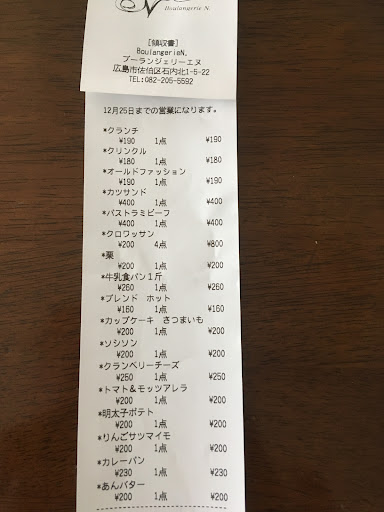 N
Boulangerie N.
[領収書]
BoulangerieN.
ブーランジェリーエヌ
広島市佐伯区石内北1-5-22
TEL:082-205-5592
12月25日までの営業になります。
*クランチ
¥190 1点 ¥190
*クリンクル
¥180 1点 ¥180
*オールドファッション
¥190 1点 ¥190
*カツサンド
¥400 1点 ¥400
*パストラミビーフ
¥400 1点 ¥400
*クロワッサン
¥200 4点 ¥800
*栗
¥200 1点 ¥200
*牛乳食パン1斤
¥260 1点 ¥260
*ブレンド ホット
¥160 1点 ¥160
*カップケーキ さつまいも
¥200 1点 ¥200
*ソシソン
¥200 1点 ¥200
*クランベリーチーズ
¥250 1点 ¥250
*トマト&モッツアレラ
¥200 1点 ¥200
*明太子ポテト
¥200 1点 ¥200
*りんごサツマイモ
¥200 1点 ¥200
*カレーパン
¥230 1点 ¥230
*あんバター
¥200 1点 ¥200